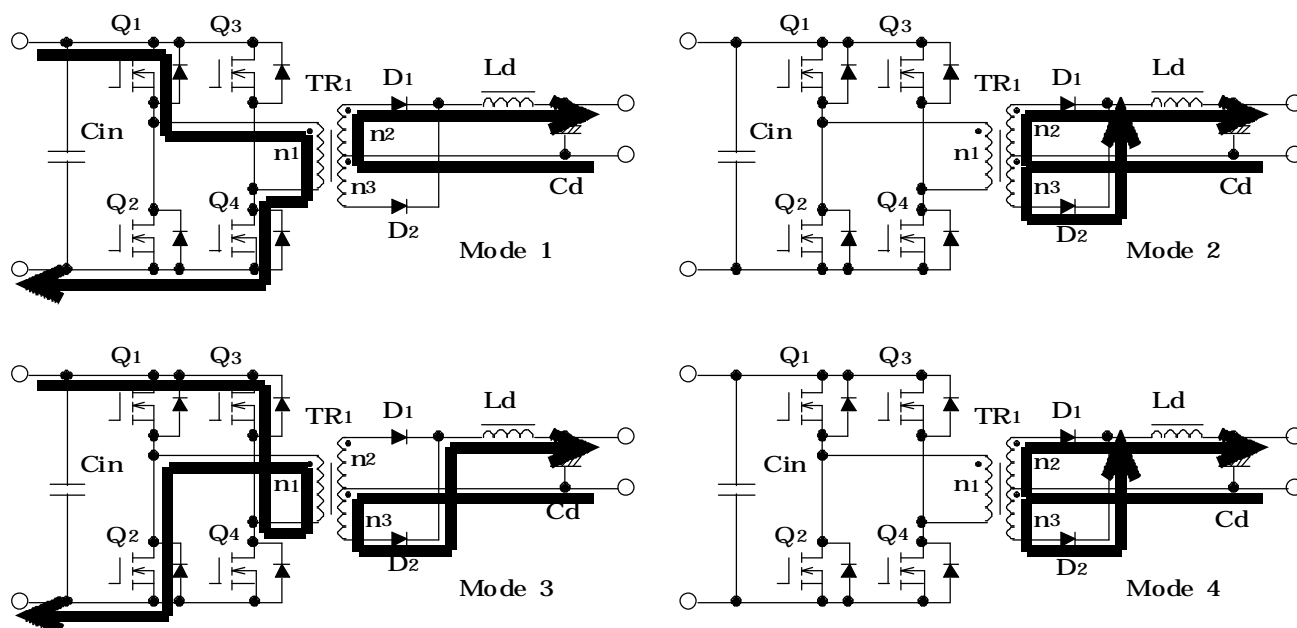 Q1 Q3
TR1 D1 Ld
Cin n1 n2
n3 Cd
Q2 Q4
D2
Mode 1
Q1 Q3
TR1 D1 Ld
Cin n1 n2
n3 Cd
Q2 Q4
D2
Mode 2
Q1 Q3
TR1 D1 Ld
Cin n1 n2
n3 Cd
Q2 Q4
D2
Mode 3
Q1 Q3
TR1 D1 Ld
Cin n1 n2
n3 Cd
Q2 Q4
D2
Mode 4